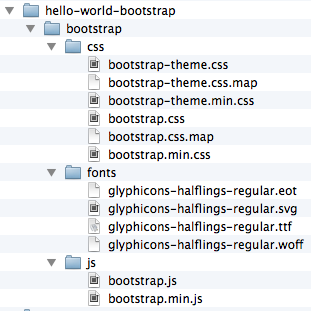 hello-world-bootstrap
bootstrap
css
bootstrap-theme.css
bootstrap-theme.css.map
bootstrap-theme.min.css
bootstrap.css
bootstrap.css.map
bootstrap.min.css
fonts
glyphicons-halflings-regular.eot
glyphicons-halflings-regular.svg
glyphicons-halflings-regular.ttf
glyphicons-halflings-regular.woff
js
bootstrap.js
bootstrap.min.js